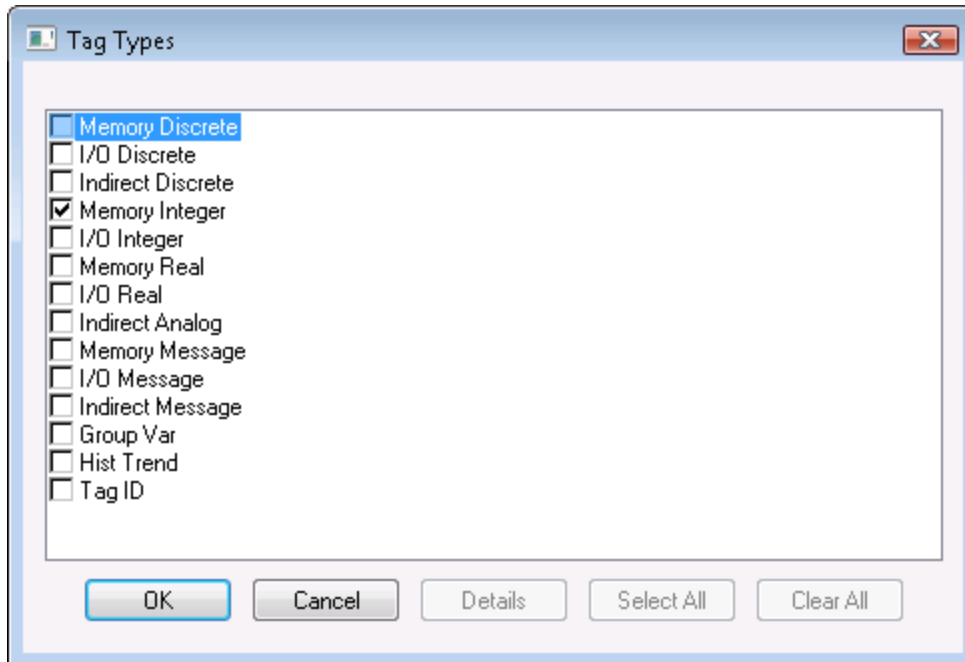 Tag Types
Memory Discrete
I/O Discrete
Indirect Discrete
Memory Integer
I/O Integer
Memory Real
I/O Real
Indirect Analog
Memory Message
I/O Message
Indirect Message
Group Var
Hist Trend
Tag ID
OK Cancel Details Select All Clear All